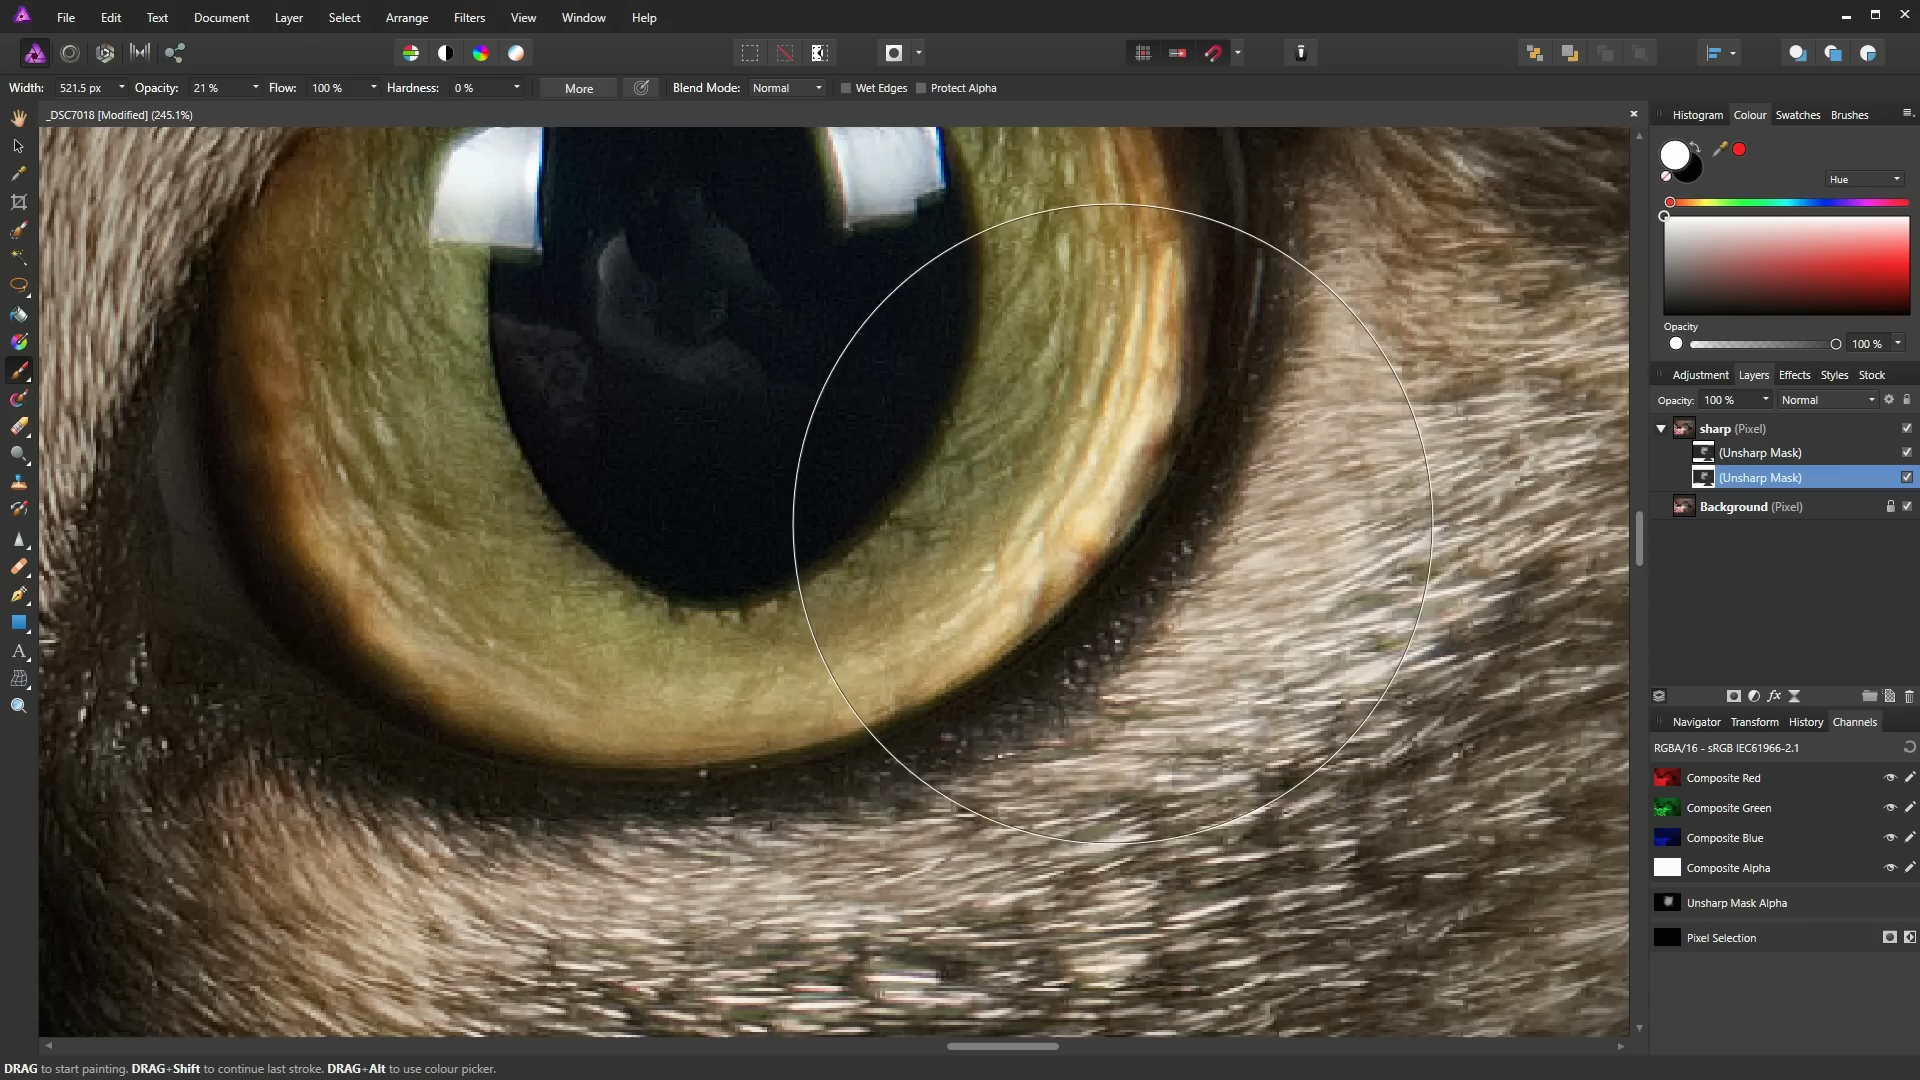 File Edit Text Document Layer Select Arrange Filters View Window Help
Width: 521.5 px Opacity: 21 % Flow: 100 % Hardness: 0 % More Blend Mode: Normal Wet Edges Protect Alpha
_DSC7018 [Modified] (245.1%)
Histogram Colour Swatches Brushes
Hue
Opacity
100 %
Adjustment Layers Effects Styles Stock
Opacity: 100 % Normal
sharp (Pixel)
(Unsharp Mask)
(Unsharp Mask)
Background (Pixel)
fx
Navigator Transform History Channels
RGBA/16 - sRGB IEC61966-2.1
Composite Red
Composite Green
Composite Blue
Composite Alpha
Unsharp Mask Alpha
Pixel Selection
DRAG to start painting. DRAG+Shift to continue last stroke. DRAG+Alt to use colour picker.